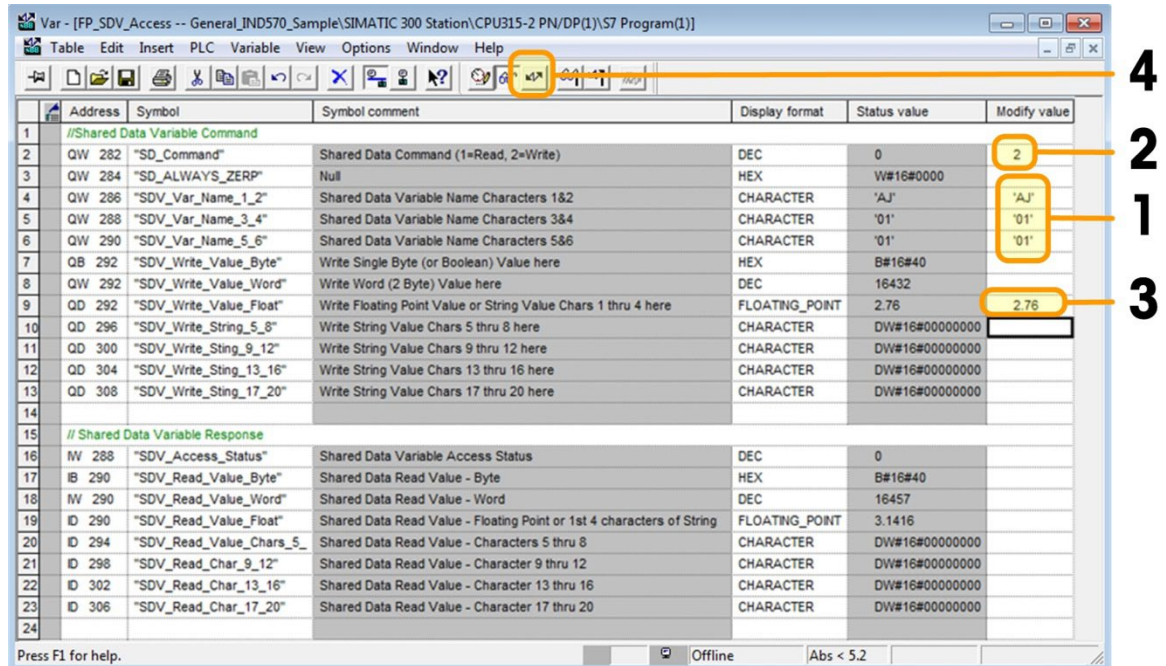 Var - [FP_SDV_Access -- General_IND570_Sample\SIMATIC 300 Station\CPU315-2 PN/DP(1)\S7 Program(1)]
Table Edit Insert PLC Variable View Options Window Help
4
Address Symbol Symbol comment Display format Status value Modify value
1 //Shared Data Variable Command
2 QW 282 "SD_Command" Shared Data Command (1=Read, 2=Write) DEC 0 2
2
3 QW 284 "SD_ALWAYS_ZERP" Null HEX W#16#0000
4 QW 286 "SDV_Var_Name_1_2" Shared Data Variable Name Characters 1&2 CHARACTER 'AJ' 'AJ'
5 QW 288 "SDV_Var_Name_3_4" Shared Data Variable Name Characters 3&4 CHARACTER '01' '01'
1
6 QW 290 "SDV_Var_Name_5_6" Shared Data Variable Name Characters 5&6 CHARACTER '01' '01'
7 QB 292 "SDV_Write_Value_Byte" Write Single Byte (or Boolean) Value here HEX B#16#40
8 QW 292 "SDV_Write_Value_Word" Write Word (2 Byte) Value here DEC 16432
9 QD 292 "SDV_Write_Value_Float" Write Floating Point Value or String Value Chars 1 thru 4 here FLOATING_POINT 2.76 2.76
3
10 QD 296 "SDV_Write_String_5_8" Write String Value Chars 5 thru 8 here CHARACTER DW#16#00000000
11 QD 300 "SDV_Write_Sting_9_12" Write String Value Chars 9 thru 12 here CHARACTER DW#16#00000000
12 QD 304 "SDV_Write_Sting_13_16" Write String Value Chars 13 thru 16 here CHARACTER DW#16#00000000
13 QD 308 "SDV_Write_Sting_17_20" Write String Value Chars 17 thru 20 here CHARACTER DW#16#00000000
14
15 // Shared Data Variable Response
16 IW 288 "SDV_Access_Status" Shared Data Variable Access Status DEC 0
17 IB 290 "SDV_Read_Value_Byte" Shared Data Read Value - Byte HEX B#16#40
18 IW 290 "SDV_Read_Value_Word" Shared Data Read Value - Word DEC 16457
19 ID 290 "SDV_Read_Value_Float" Shared Data Read Value - Floating Point or 1st 4 characters of String FLOATING_POINT 3.1416
20 ID 294 "SDV_Read_Value_Chars_5_ Shared Data Read Value - Characters 5 thru 8 CHARACTER DW#16#00000000
21 ID 298 "SDV_Read_Char_9_12" Shared Data Read Value - Character 9 thru 12 CHARACTER DW#16#00000000
22 ID 302 "SDV_Read_Char_13_16" Shared Data Read Value - Character 13 thru 16 CHARACTER DW#16#00000000
23 ID 306 "SDV_Read_Char_17_20" Shared Data Read Value - Character 17 thru 20 CHARACTER DW#16#00000000
24
Press F1 for help. Offline Abs < 5.2